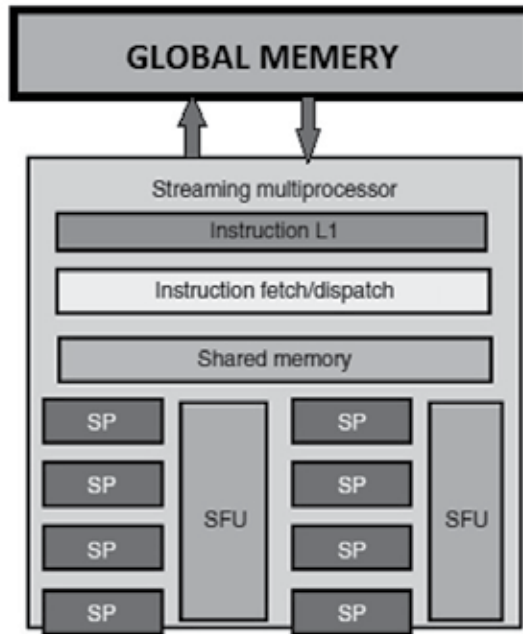 GLOBAL MEMERY
Streaming multiprocessor
Instruction L1
Instruction fetch/dispatch
Shared memory
SP
SP
SP
SP
SP
SP
SFU
SFU
SP
SP